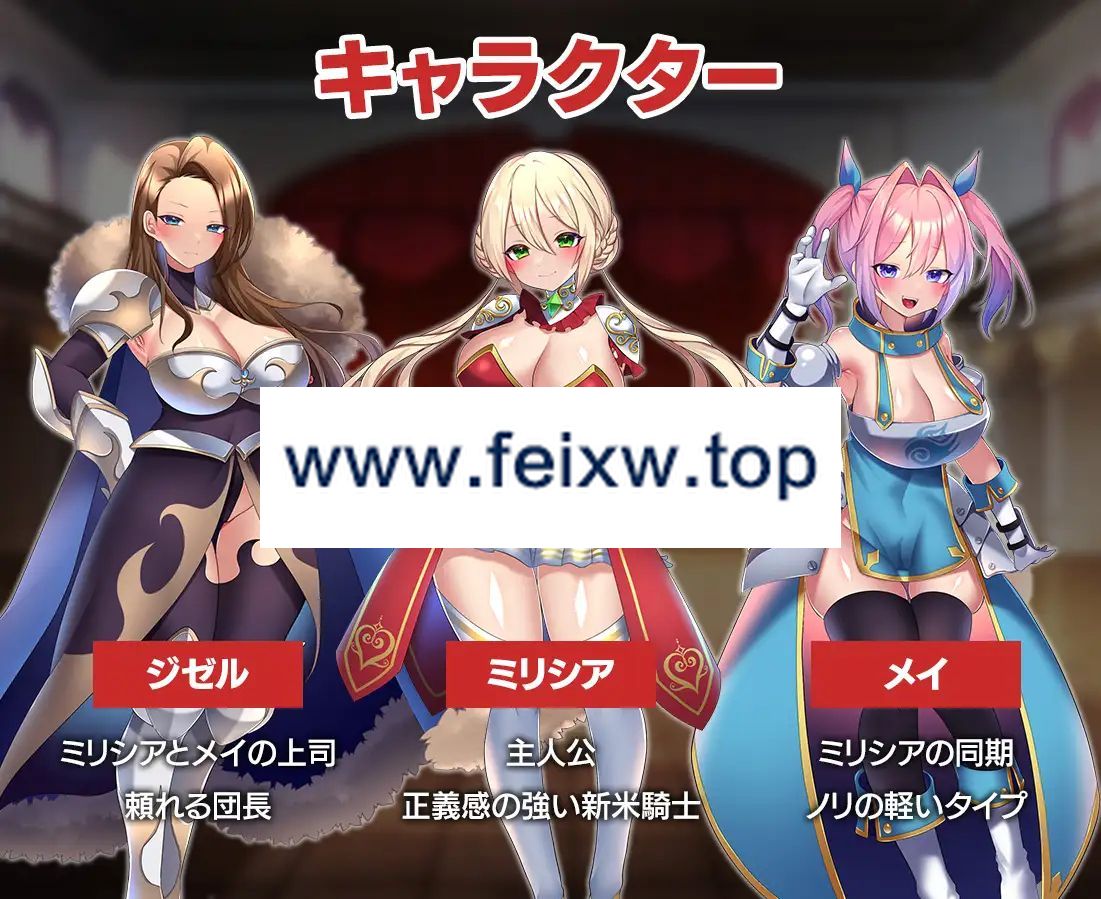 キャラクター
www.feixw.top
ジゼル
ミリシアとメイの上司
頼れる団長
ミリシア
主人公
正義感の強い新米騎士
メイ
ミリシアの同期
ノリの軽いタイプ